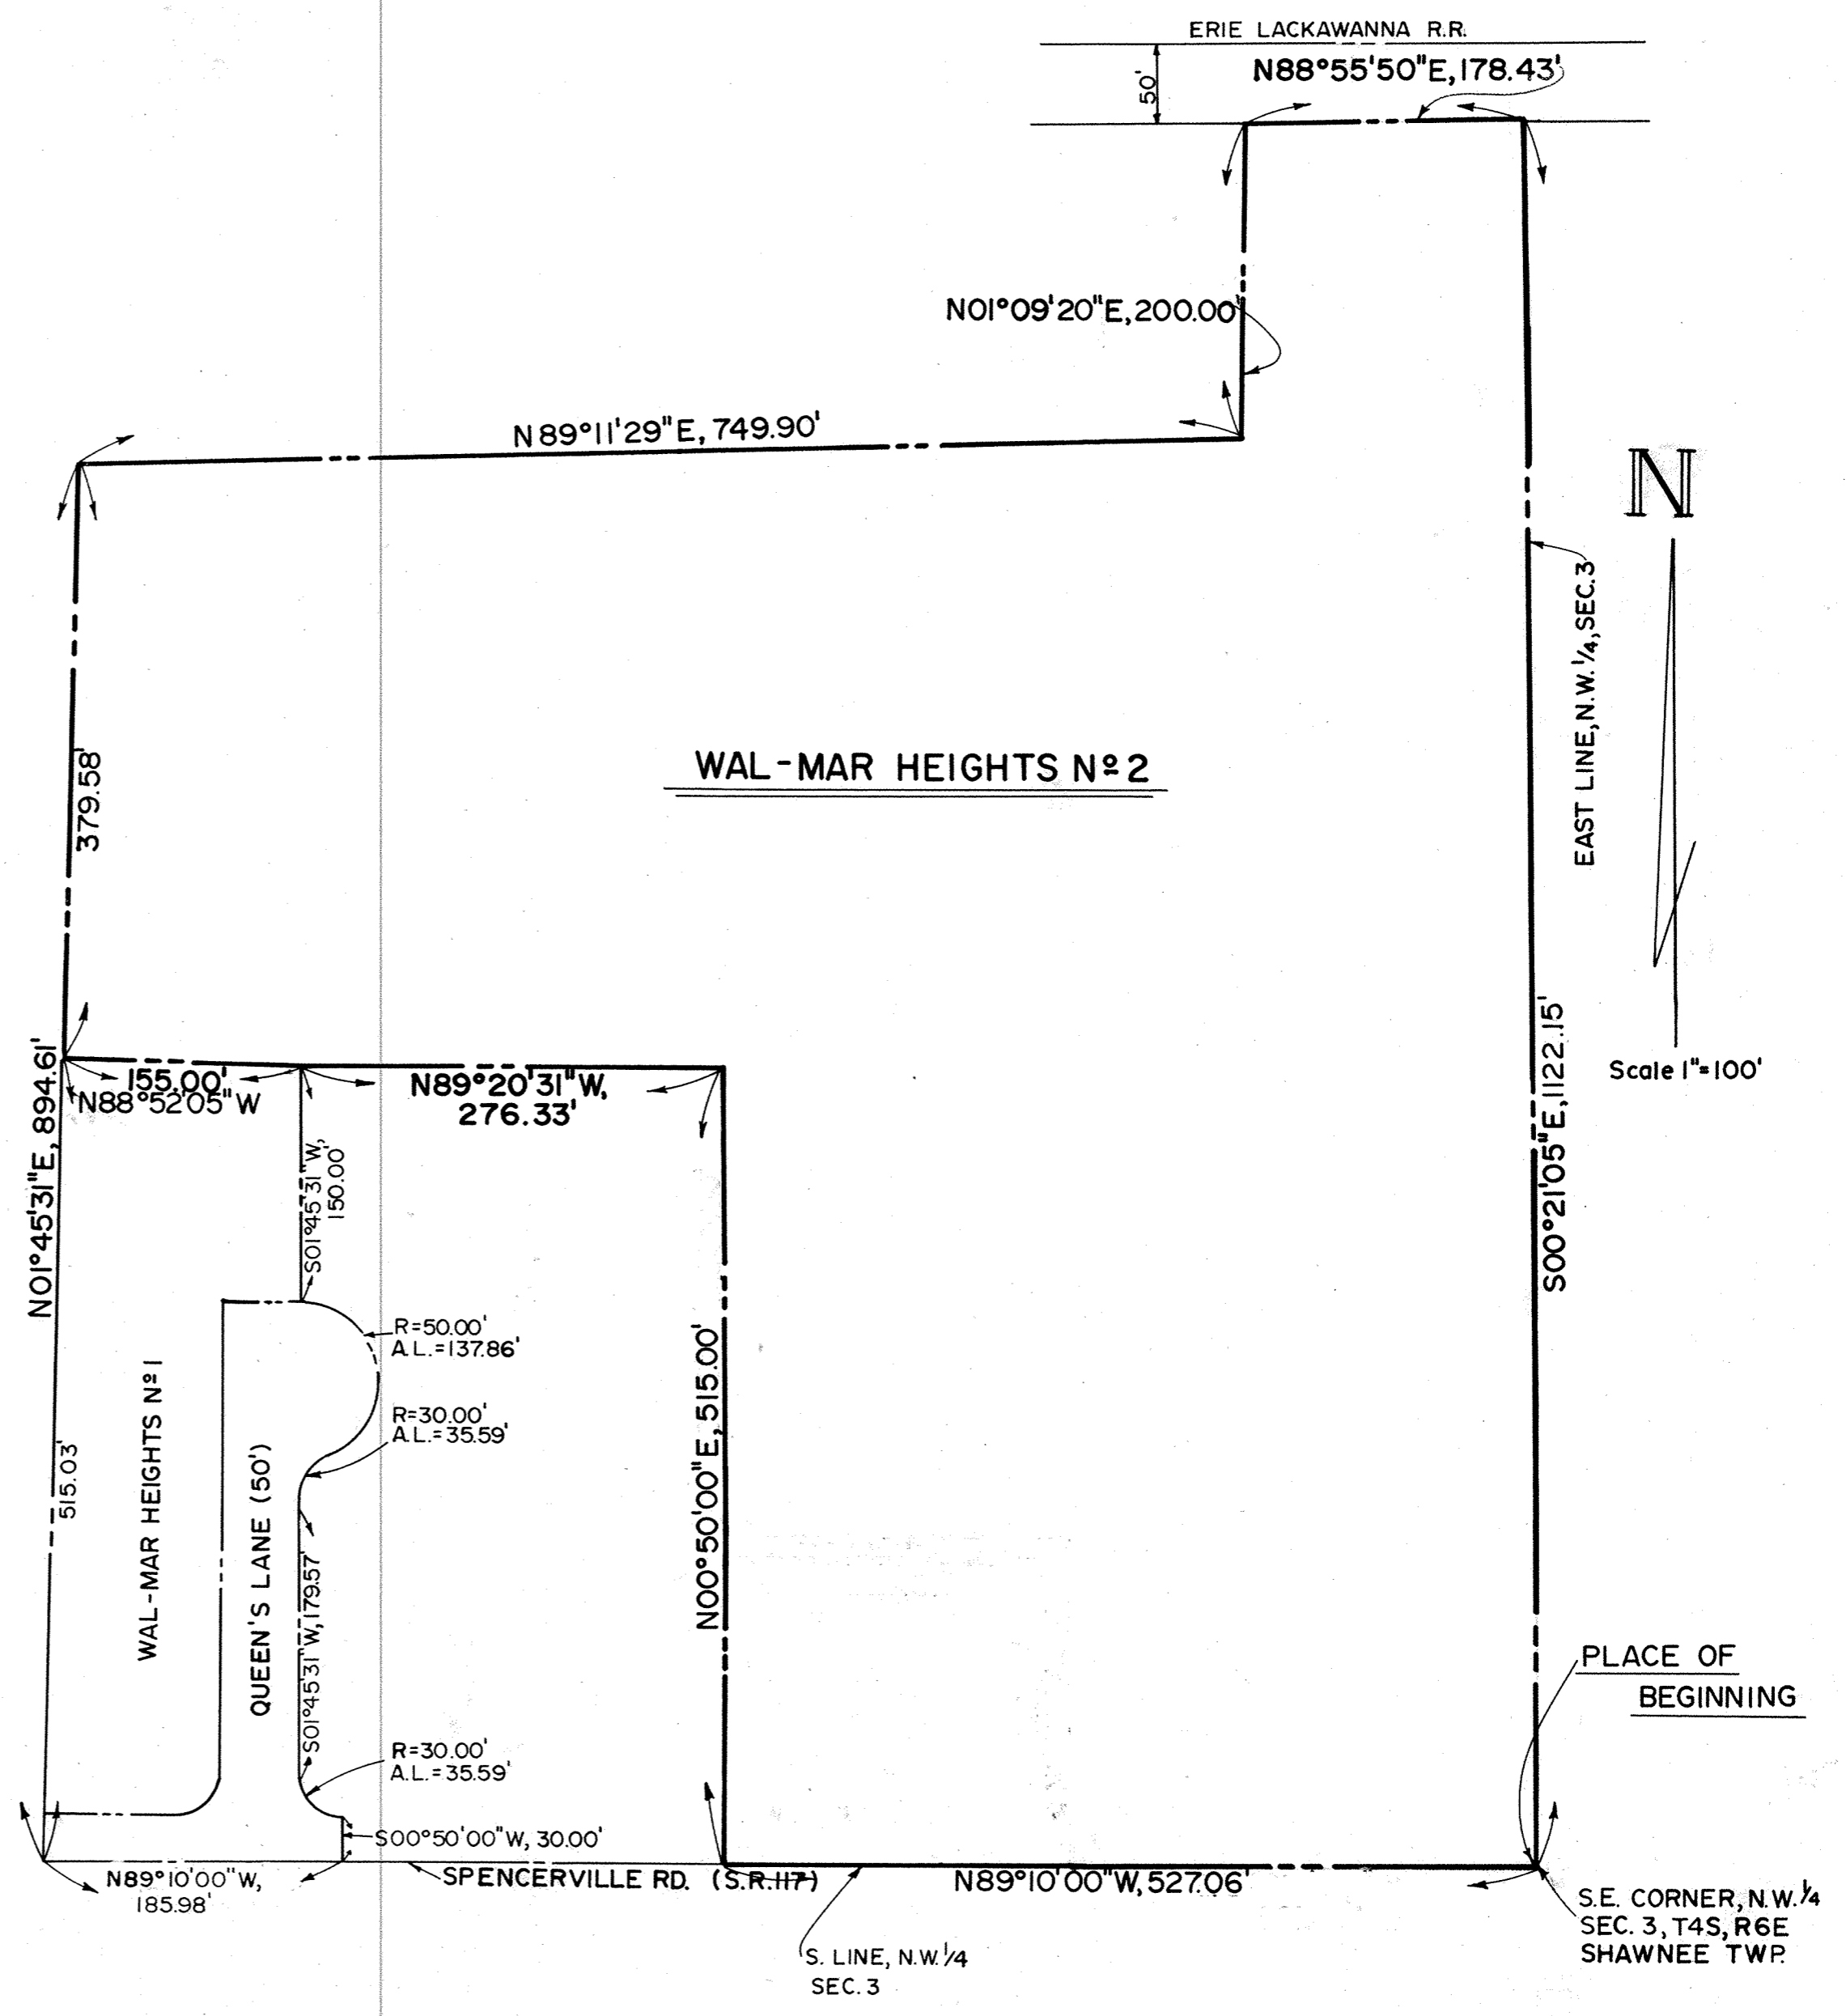 ERIE LACKAWANNA R.R.
50'
N88°55'50"E,178.43'
N01°09'20"E,200.00'
N89°11'29"E, 749.90'
N
EAST LINE, N.W. 1/4, SEC. 3
WAL-MAR HEIGHTS Nº 2
379.58'
Scale 1"=100'
N01°45'31"E, 894.61'
155.00'
N88°52'05"W
N89°20'31"W,
276.33'
S01°45'31"W,
150.00'
S00°21'05"E,1122.15'
R=50.00'
A.L.=137.86'
R=30.00'
A.L.=35.59'
N00°50'00"E, 515.00'
515.03'
WAL-MAR HEIGHTS Nº 1
QUEEN'S LANE (50')
S01°45'31"W,179.57'
R=30.00'
A.L.=35.59'
S00°50'00"W, 30.00'
PLACE OF
BEGINNING
N89°10'00"W,
185.98'
SPENCERVILLE RD. (S.R.117)
N89°10'00"W,527.06'
S. LINE, N.W. 1/4
SEC. 3
S.E. CORNER, N.W. 1/4
SEC. 3, T4S, R6E
SHAWNEE TWP.